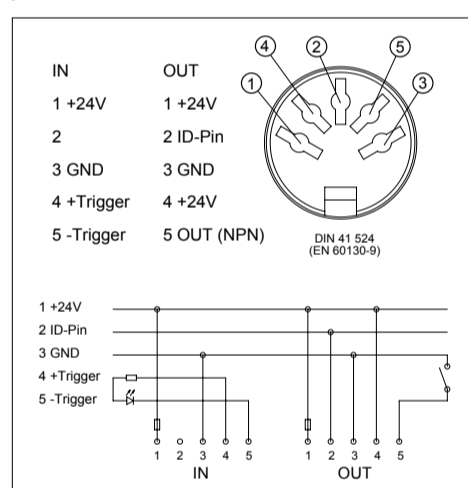 IN OUT
1 +24V 1 +24V
2 2 ID-Pin
3 GND 3 GND
4 +Trigger 4 +24V
5 -Trigger 5 OUT (NPN)
4 2 5
1 3
DIN 41 524
(EN 60130-9)
1 +24V
2 ID-Pin
3 GND
4 +Trigger
5 -Trigger
1 2 3 4 5 1 2 3 4 5
IN OUT